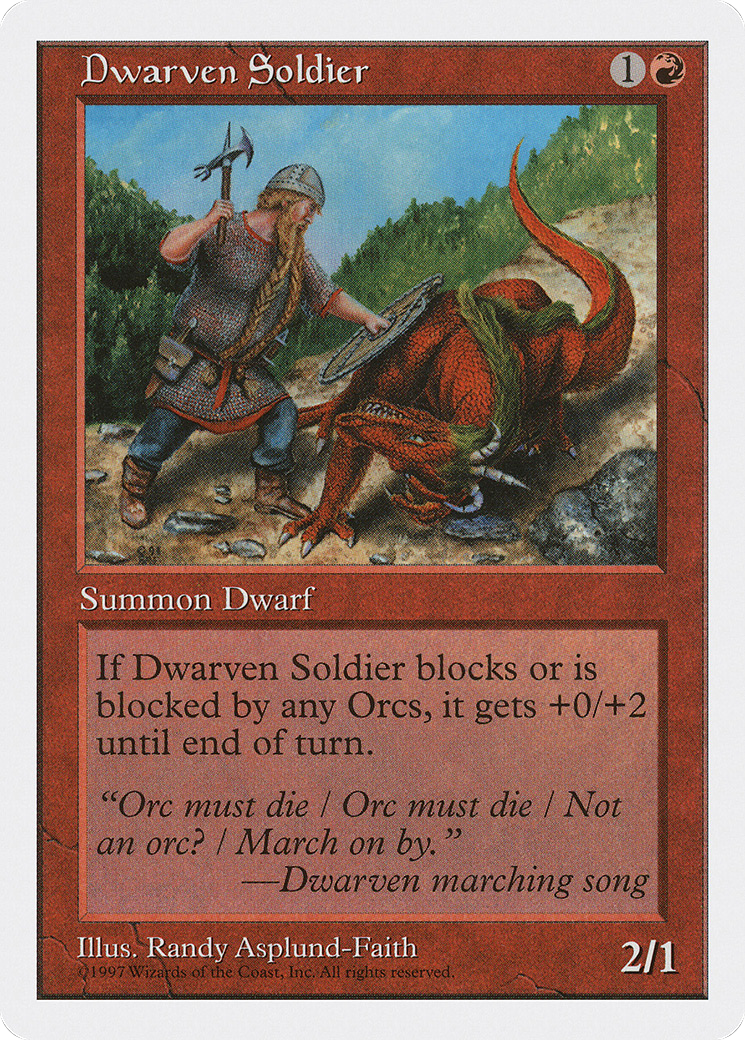 Dwarven Soldier 1
Summon Dwarf
If Dwarven Soldier blocks or is
blocked by any Orcs, it gets +0/+2
until end of turn.
“Orc must die / Orc must die / Not
an orc? / March on by.”
—Dwarven marching song
Illus. Randy Asplund-Faith
©1997 Wizards of the Coast, Inc. All rights reserved.
2/1